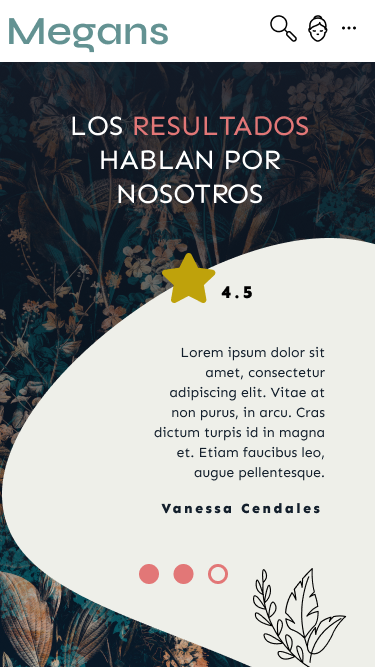 Megans
LOS RESULTADOS
HABLAN POR
NOSOTROS
4.5
Lorem ipsum dolor sit
amet, consectetur
adipiscing elit. Vitae at
non purus, in arcu. Cras
dictum turpis id in magna
et. Etiam faucibus leo,
augue pellentesque.
Vanessa Cendales